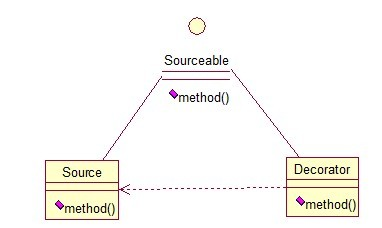 Sourceable
method()
Source
method()
Decorator
method()